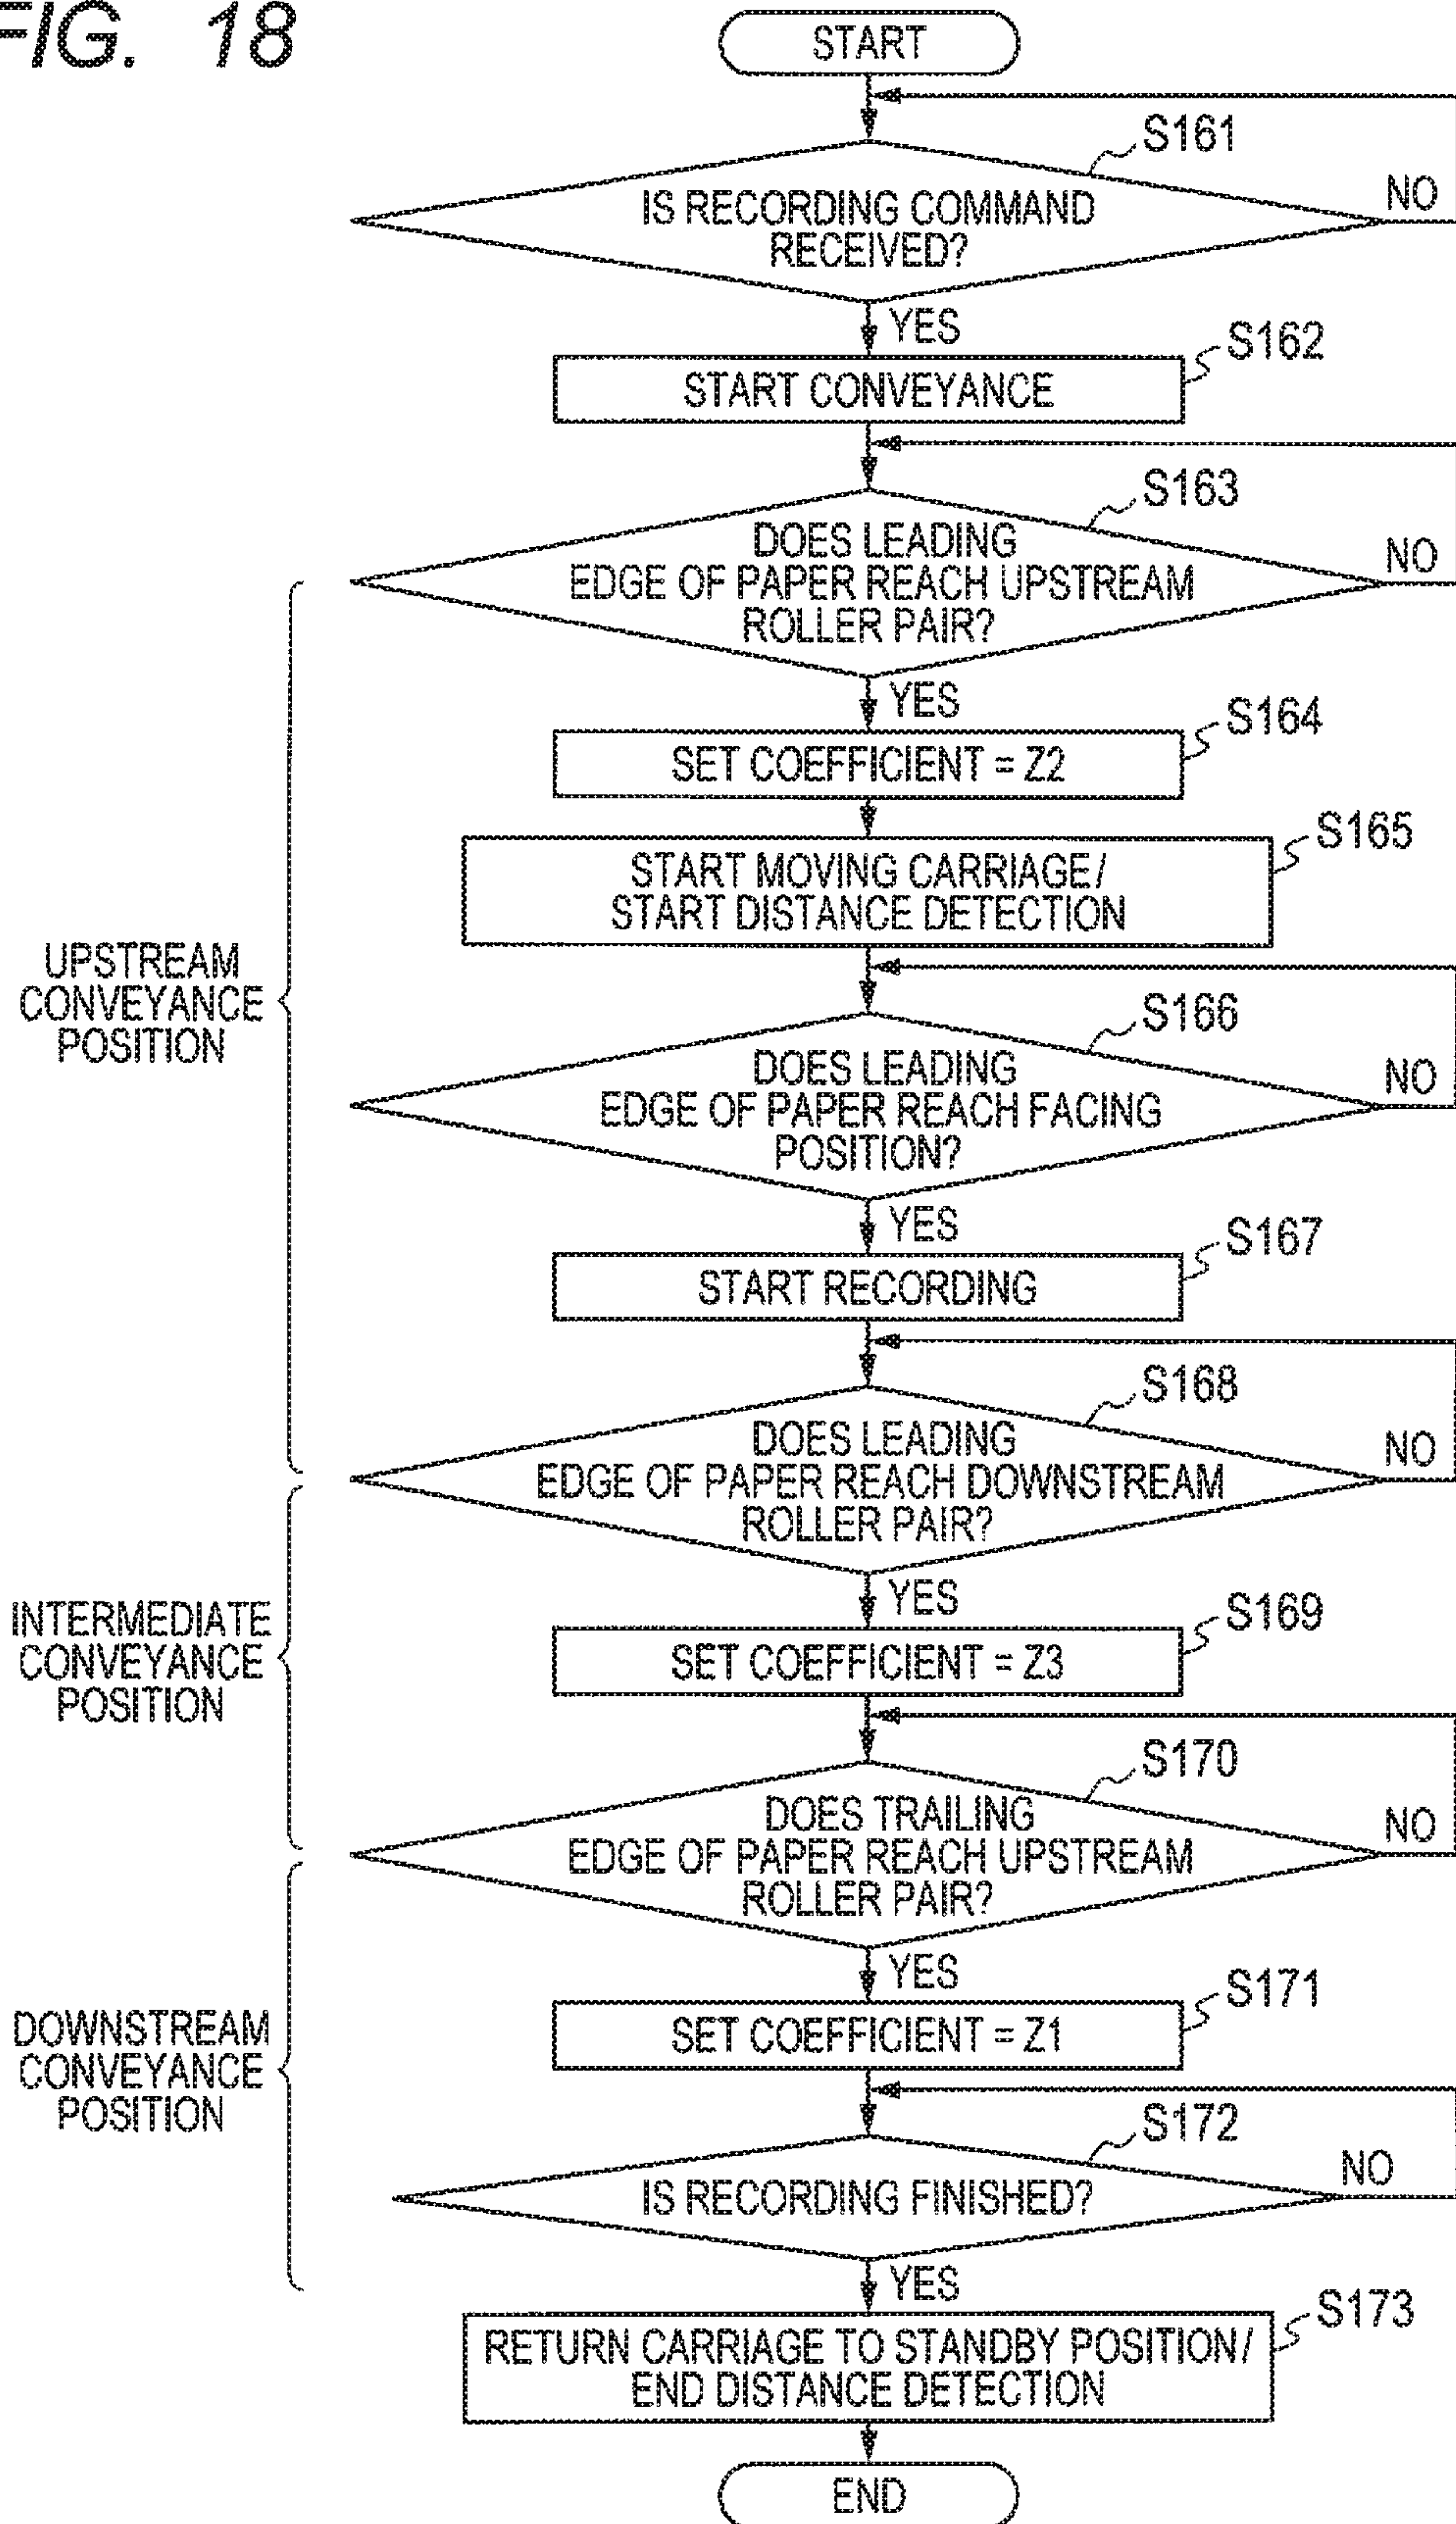 FIG. 18
START
S161
IS RECORDING COMMAND
RECEIVED?
NO
YES
S162
START CONVEYANCE
S163
DOES LEADING
EDGE OF PAPER REACH UPSTREAM
ROLLER PAIR?
NO
YES
S164
SET COEFFICIENT = Z2
S165
START MOVING CARRIAGE/
START DISTANCE DETECTION
UPSTREAM
CONVEYANCE
POSITION
S166
DOES LEADING
EDGE OF PAPER REACH FACING
POSITION?
NO
YES
S167
START RECORDING
S168
DOES LEADING
EDGE OF PAPER REACH DOWNSTREAM
ROLLER PAIR?
NO
YES
INTERMEDIATE
CONVEYANCE
POSITION
S169
SET COEFFICIENT = Z3
S170
DOES TRAILING
EDGE OF PAPER REACH UPSTREAM
ROLLER PAIR?
NO
YES
S171
SET COEFFICIENT = Z1
DOWNSTREAM
CONVEYANCE
POSITION
S172
IS RECORDING FINISHED?
NO
YES
S173
RETURN CARRIAGE TO STANDBY POSITION/
END DISTANCE DETECTION
END